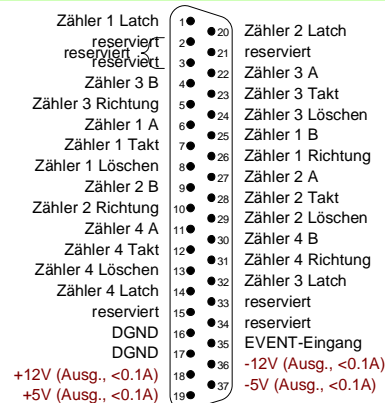 Zähler 1 Latch 1
reserviert 2
reserviert
reserviert 3
Zähler 3 B 4
Zähler 3 Richtung 5
Zähler 1 A 6
Zähler 1 Takt 7
Zähler 1 Löschen 8
Zähler 2 B 9
Zähler 2 Richtung 10
Zähler 4 A 11
Zähler 4 Takt 12
Zähler 4 Löschen 13
Zähler 4 Latch 14
reserviert 15
DGND 16
DGND 17
+12V (Ausg., <0.1A) 18
+5V (Ausg., <0.1A) 19
20 Zähler 2 Latch
21 reserviert
22 Zähler 3 A
23 Zähler 3 Takt
24 Zähler 3 Löschen
25 Zähler 1 B
26 Zähler 1 Richtung
27 Zähler 2 A
28 Zähler 2 Takt
29 Zähler 2 Löschen
30 Zähler 4 B
31 Zähler 4 Richtung
32 Zähler 3 Latch
33 reserviert
34 reserviert
35 EVENT-Eingang
36 -12V (Ausg., <0.1A)
37 -5V (Ausg., <0.1A)